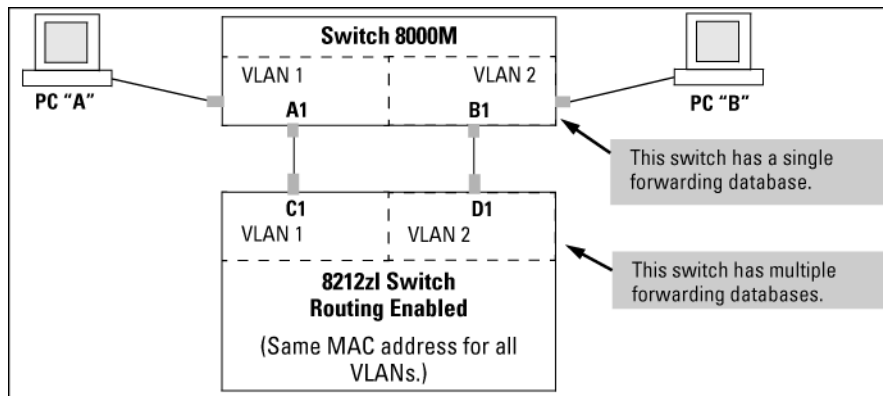 Switch 8000M
VLAN 1
VLAN 2
PC "A"
PC "B"
A1
B1
This switch has a single
forwarding database.
C1
D1
VLAN 1
VLAN 2
8212zl Switch
Routing Enabled
(Same MAC address for all
VLANs.)
This switch has multiple
forwarding databases.